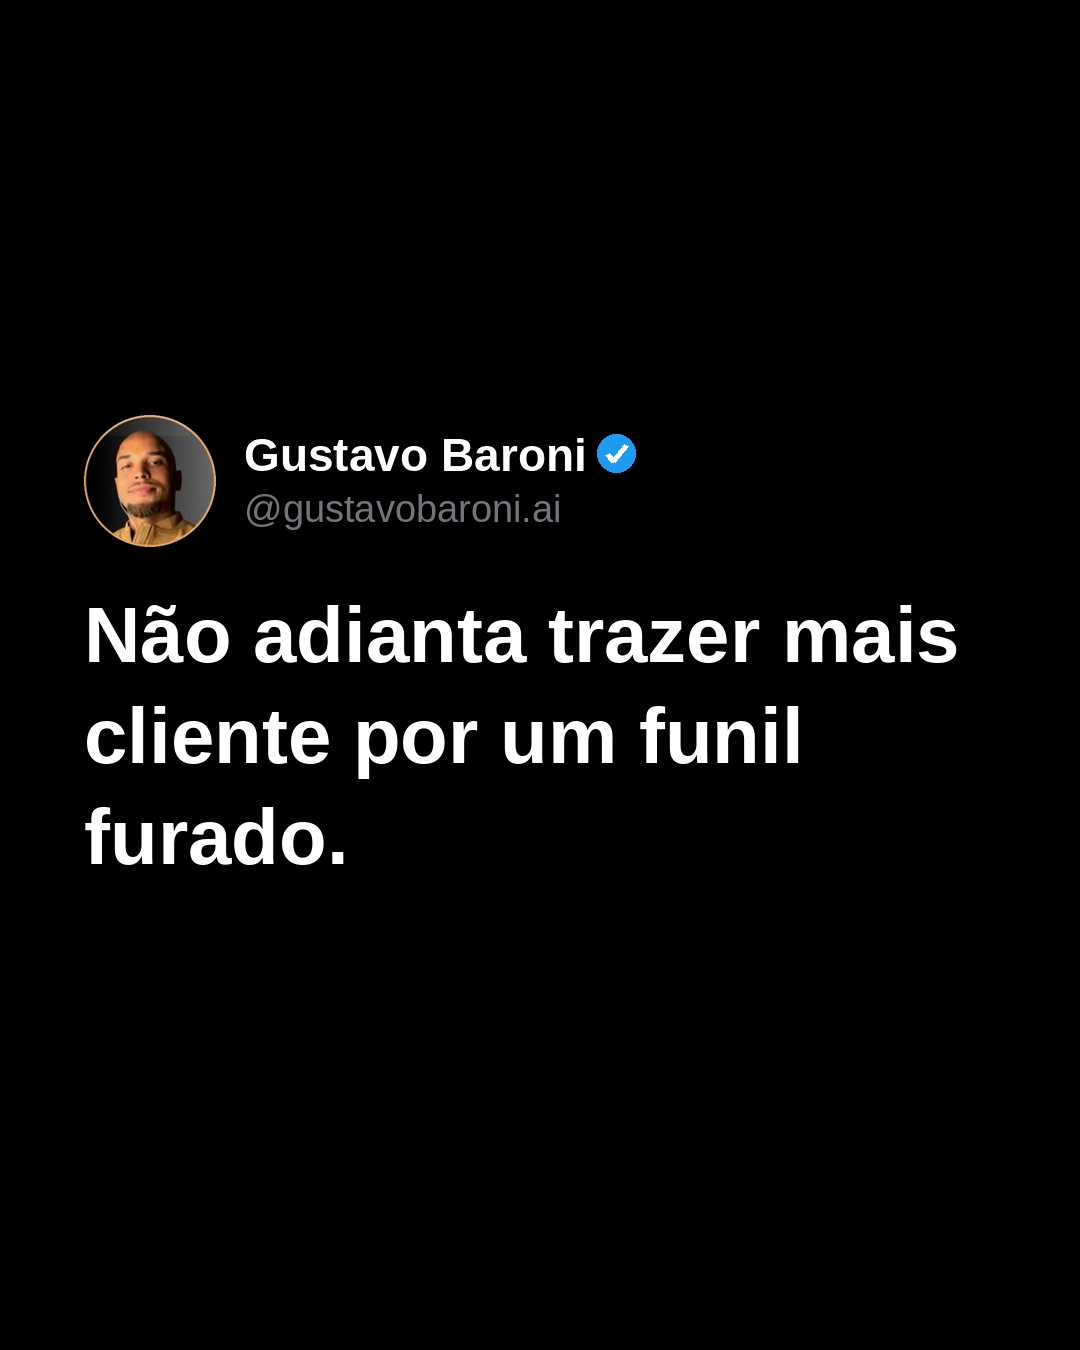 Gustavo Baroni
@gustavobaroni.ai
Não adianta trazer mais
cliente por um funil
furado.